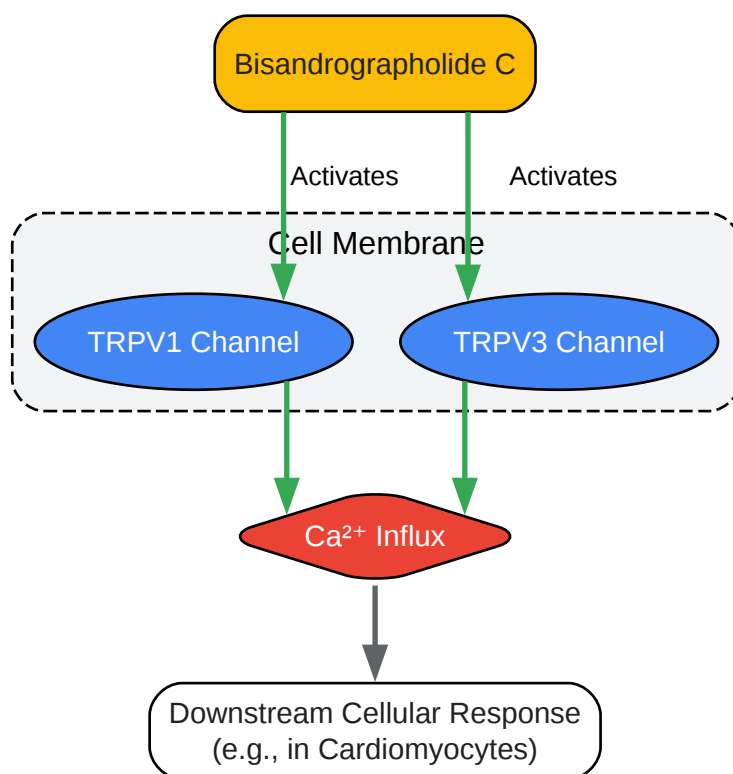 Bisandrographolide C
Activates
Activates
Cell Membrane
TRPV1 Channel
TRPV3 Channel
Ca²⁺ Influx
Downstream Cellular Response
(e.g., in Cardiomyocytes)